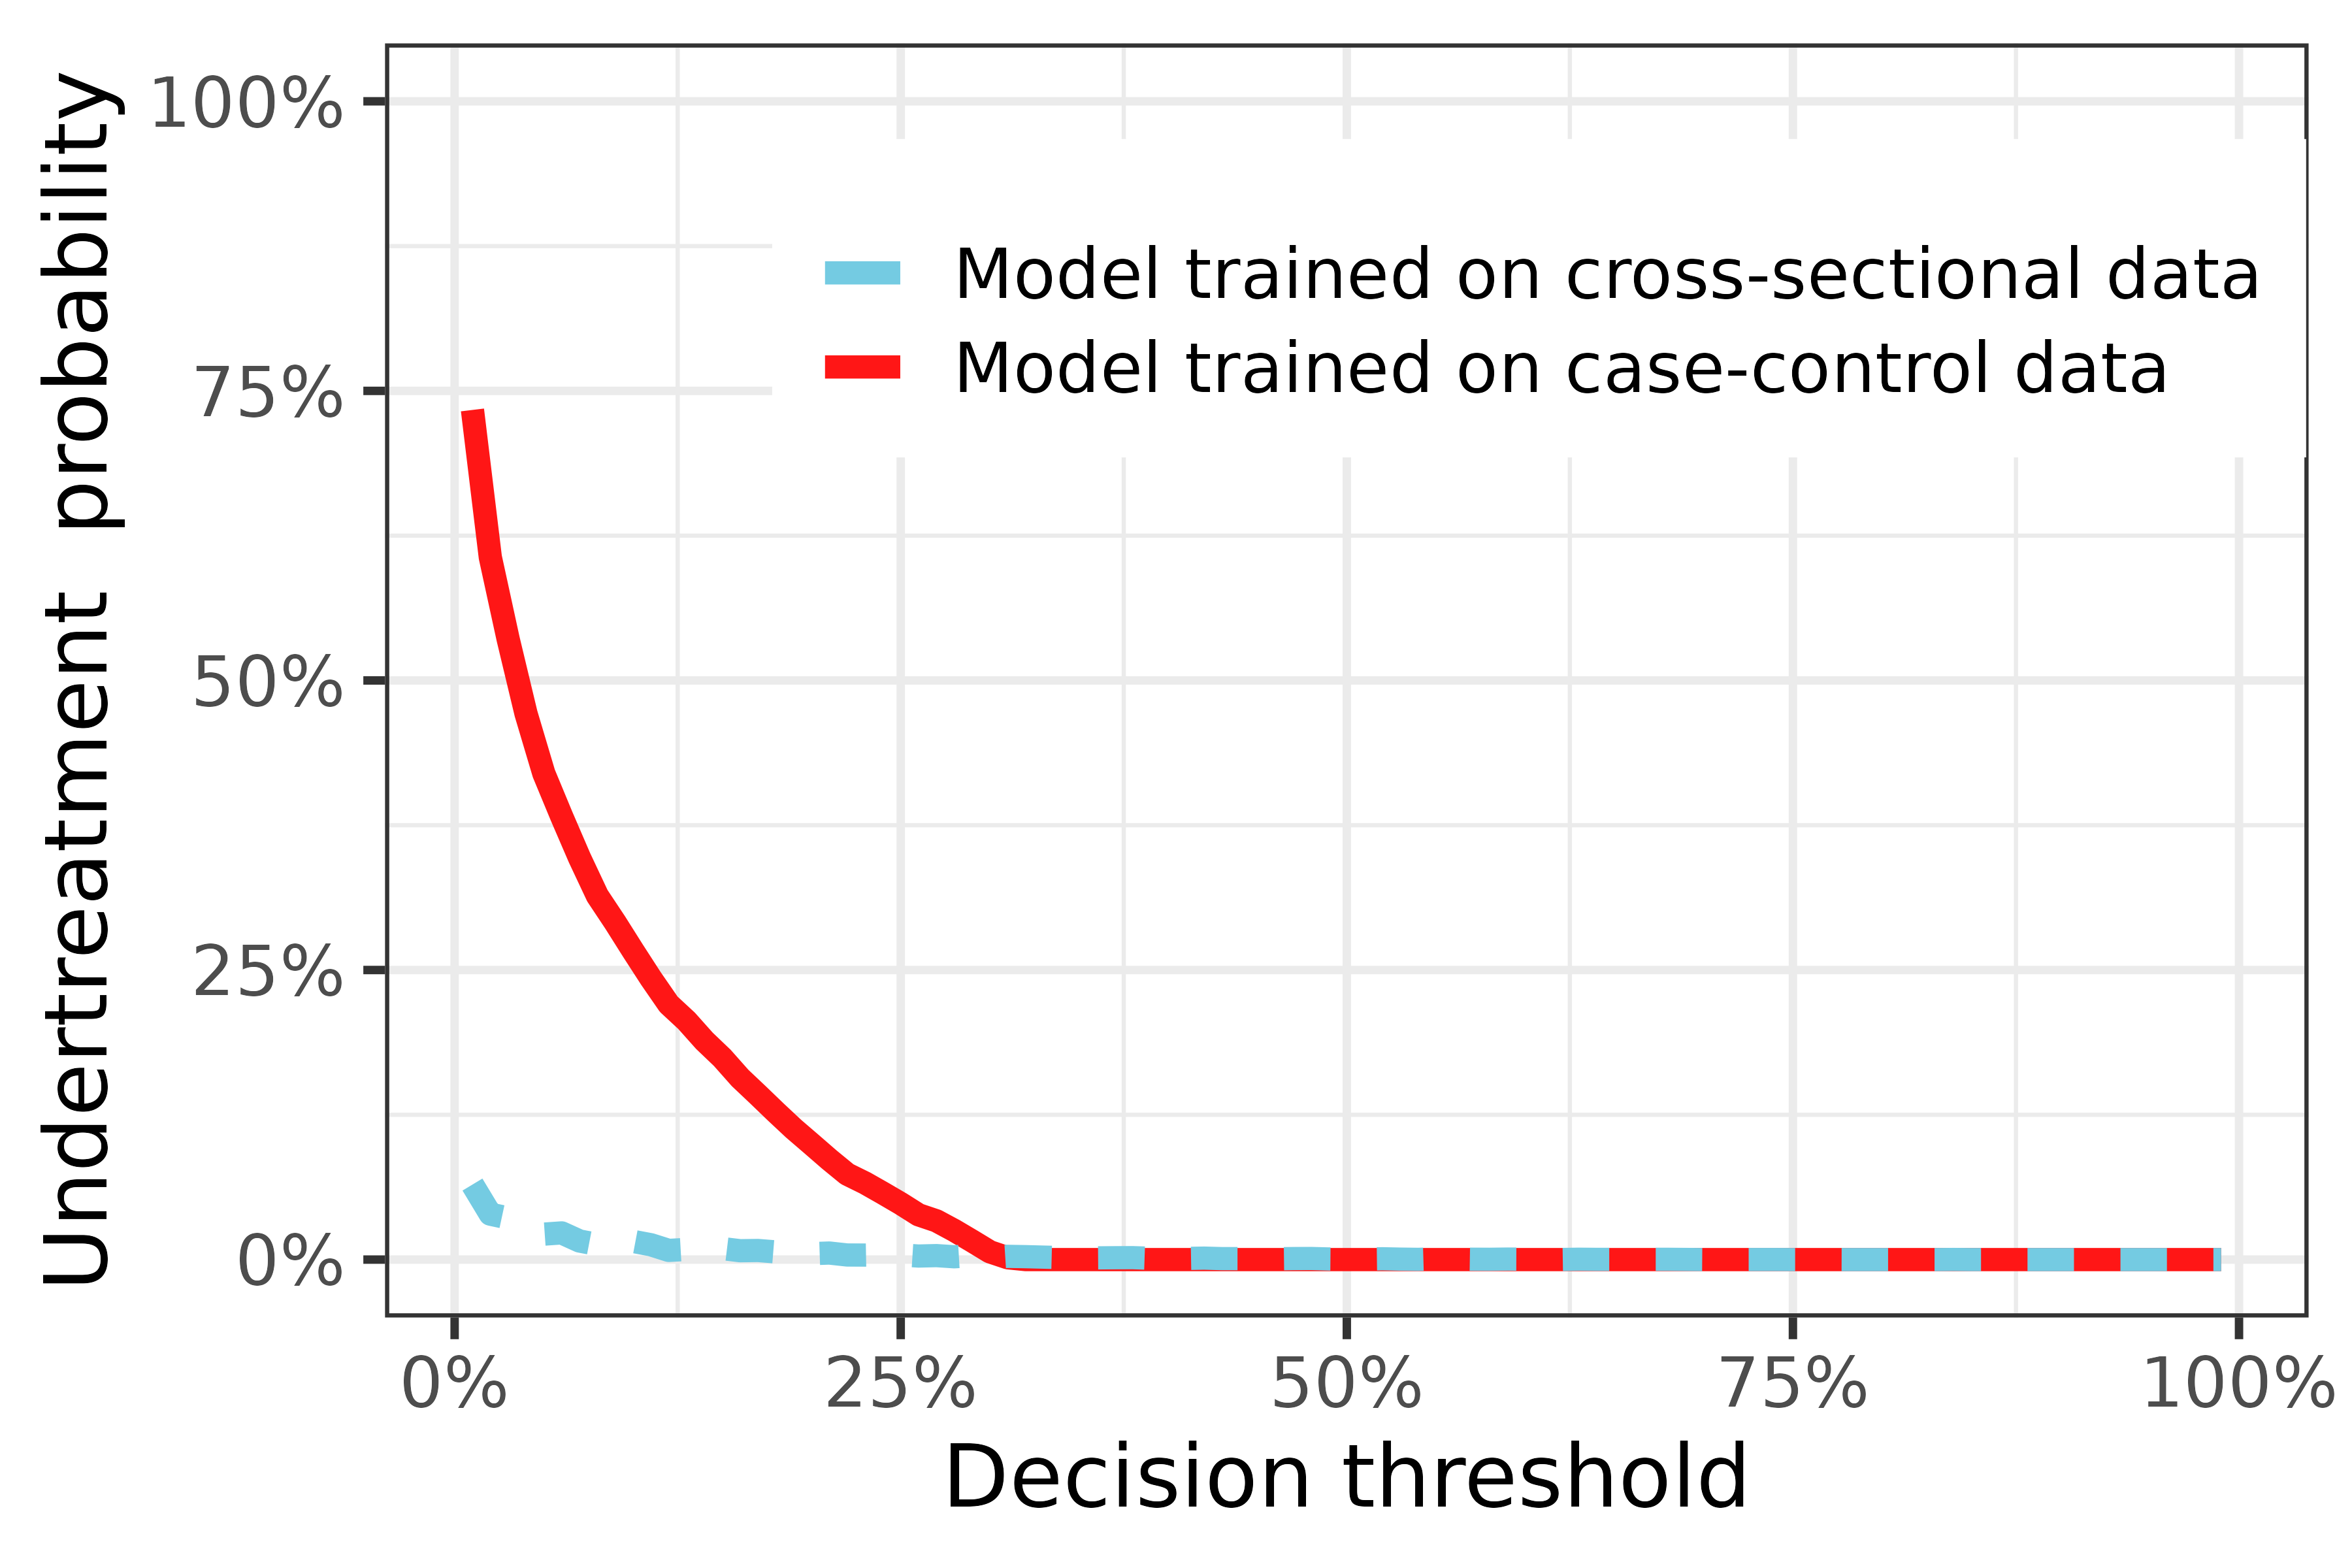 Undertreatment probability
100%
75%
50%
25%
0%
Model trained on cross-sectional data
Model trained on case-control data
0% 25% 50% 75% 100%
Decision threshold